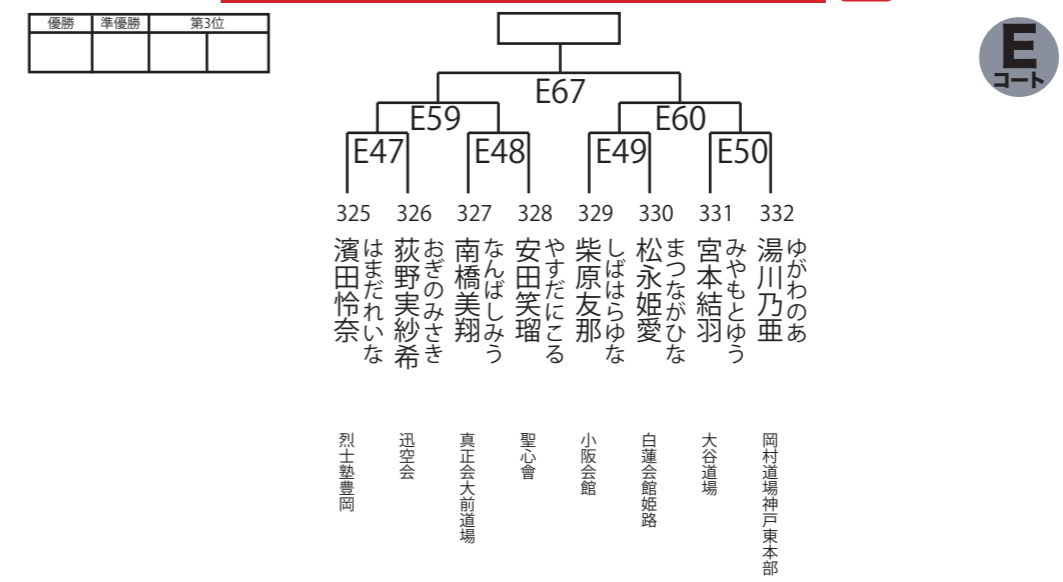 優勝 準優勝 第3位
E
コート
E67
E59 E60
E47 E48 E49 E50
325 326 327 328 329 330 331 332
はまだれいな
濱田怜奈
おぎのみさき
荻野実紗希
なんばしみう
南橋美翔
やすだにこる
安田笑瑠
しばはらゆな
柴原友那
まつながひな
松永姫愛
みやもとゆう
宮本結羽
ゆがわのあ
湯川乃亜
烈士塾豊岡
迅空会
真正会大前道場
聖心會
小阪会館
白蓮会館姫路
大谷道場
岡村道場神戸東本部